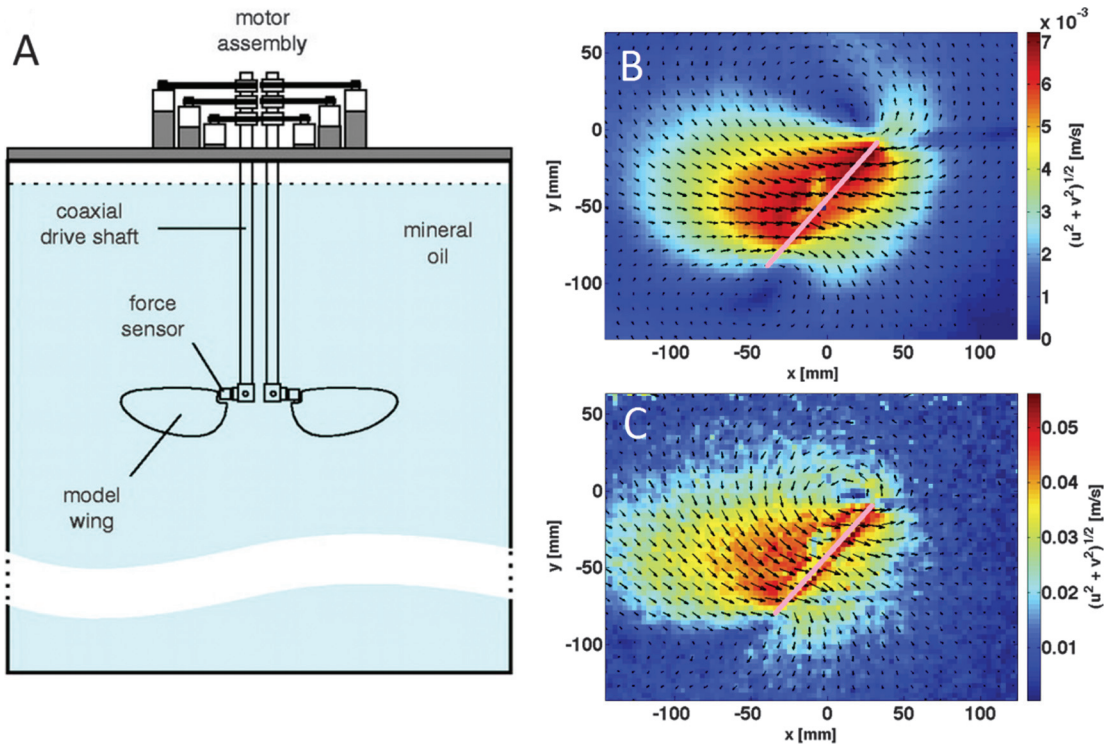 A
motor
assembly
coaxial
drive shaft
mineral
oil
force
sensor
model
wing
B
x 10⁻³
7
6
5
4
3
2
1
0
(u² + v²)^{1/2} [m/s]
50
0
-50
-100
y [mm]
-100 -50 0 50 100
x [mm]
C
0.05
0.04
0.03
0.02
0.01
(u² + v²)^{1/2} [m/s]
50
0
-50
-100
y [mm]
-100 -50 0 50 100
x [mm]